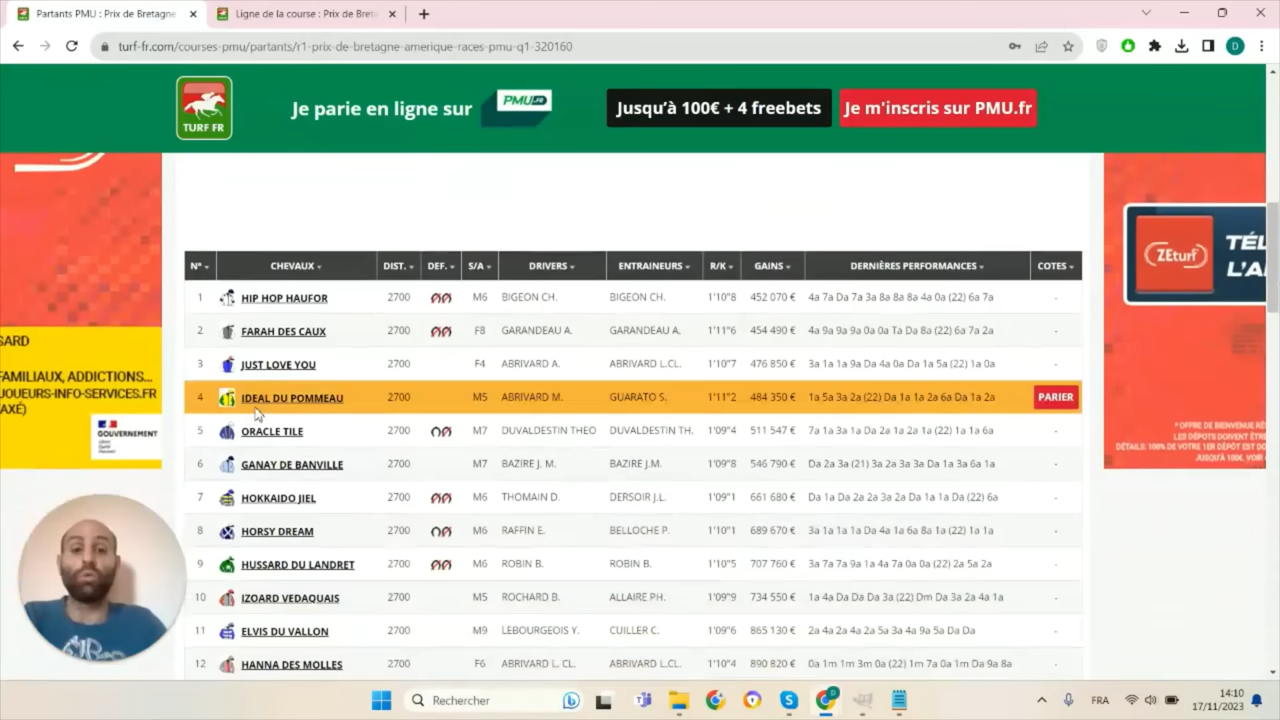 Partants PMU : Prix de Bretagne
Ligne de la course : Prix de Bret
turf-fr.com/courses-pmu/partants/r1-prix-de-bretagne-amerique-races-pmu-q1-320160
D
TURF FR
Je parie en ligne sur
PMU.fr
Jusqu'à 100€ + 4 freebets
Je m'inscris sur PMU.fr
SARD
FAMILIAUX, ADDICTIONS...
JOUEURS-INFO-SERVICES.FR
AXÉ)
GOUVERNEMENT
ZEturf
TÉL
L'A
* OFFRE DE BIENVENUE RÉ
LES DÉPÔTS DOIVENT ÊTRE
DÉTAILS: 100% DE VOTRE 1ER DÉPÔT EST DO
JUSQU'À 100€. VOIR
N° CHEVAUX DIST. DEF. S/A DRIVERS ENTRAINEURS R/K GAINS DERNIÈRES PERFORMANCES COTES
1 HIP HOP HAUFOR 2700 M6 BIGEON CH. BIGEON CH. 1'10"8 452 070 € 4a 7a Da 7a 3a 8a 8a 8a 4a 0a (22) 6a 7a -
2 FARAH DES CAUX 2700 F8 GARANDEAU A. GARANDEAU A. 1'11"6 454 490 € 4a 9a 9a 9a 0a 0a Ta Da 8a (22) 6a 7a 2a -
3 JUST LOVE YOU 2700 F4 ABRIVARD A. ABRIVARD L.CL. 1'10"7 476 850 € 3a 1a 1a 9a Da 4a 0a Da 1a 5a (22) 1a 0a -
4 IDEAL DU POMMEAU 2700 M5 ABRIVARD M. GUARATO S. 1'11"2 484 350 € 1a 5a 3a 2a (22) Da 1a 1a 2a 6a Da 1a 2a PARIER
5 ORACLE TILE 2700 M7 DUVALDESTIN THEO DUVALDESTIN TH. 1'09"4 511 547 € 7a 1a 3a 1a Da 2a 1a 2a 1a (22) 1a 1a 6a -
6 GANAY DE BANVILLE 2700 M7 BAZIRE J. M. BAZIRE J.M. 1'09"8 546 790 € Da 2a 3a (21) 3a 2a 3a 3a Da 1a 3a 6a 1a -
7 HOKKAIDO JIEL 2700 M6 THOMAIN D. DERSOIR J.L. 1'09"1 661 680 € Da 1a Da 2a 2a 3a 2a Da 1a 1a Da (22) 6a -
8 HORSY DREAM 2700 M6 RAFFIN E. BELLOCHE P. 1'10"1 689 670 € 3a 1a 1a 1a Da 4a 1a 6a 8a 1a (22) 1a 1a -
9 HUSSARD DU LANDRET 2700 M6 ROBIN B. ROBIN B. 1'10"5 707 760 € 3a 7a 7a 9a 1a 4a 7a 0a 0a (22) 2a 5a 2a -
10 IZOARD VEDAQUAIS 2700 M5 ROCHARD B. ALLAIRE PH. 1'09"9 734 550 € 1a 4a Da Da Da 3a (22) Dm Da 3a 2a 4a 1a -
11 ELVIS DU VALLON 2700 M9 LEBOURGEOIS Y. CUILLER C. 1'09"6 865 130 € 2a 4a 2a 4a 2a 5a 3a 4a 9a 5a Da Da -
12 HANNA DES MOLLES 2700 F6 ABRIVARD L. CL. ABRIVARD L.CL. 1'10"4 890 820 € 0a 1m 1m 3m 0a (22) 1m 7a 0a 1m Da 9a 8a -
Rechercher
FRA
14:10
17/11/2023